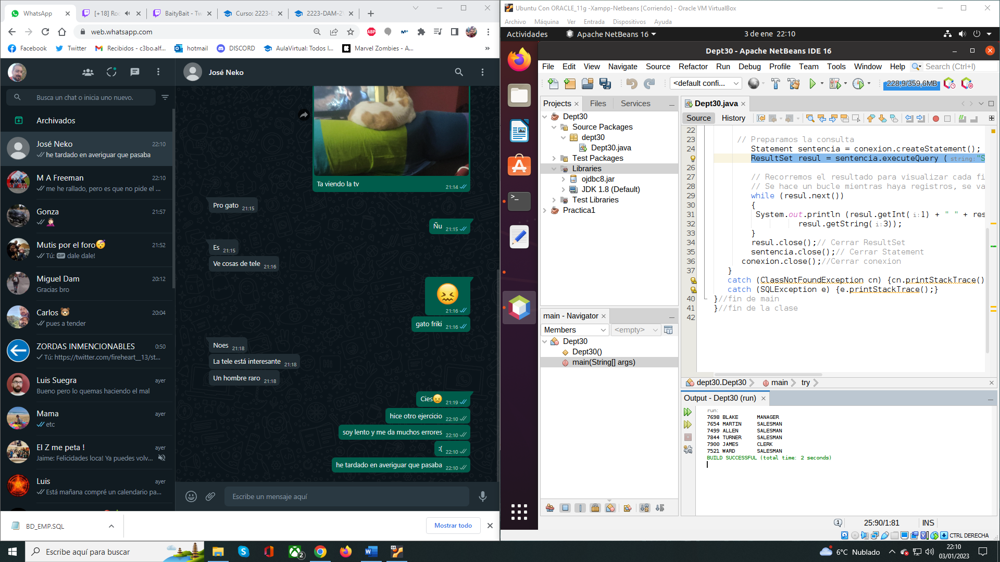 WhatsApp
[+18] Roc
BaityBait - Tw
Curso: 2223-D
2223-DAM-2º
web.whatsapp.com
Facebook
Twitter
Recibidos - c3bo.alf...
hotmail
DISCORD
AulaVirtual: Todos l...
Marvel Zombies - A...
»
José Neko
Busca un chat o inicia uno nuevo.
Archivados
José Neko 22:10
he tardado en averiguar que pasaba
M A Freeman 22:10
me he rallado, pero es que no pide el ...
Gonza 21:57
Mutis por el foro😴 21:52
Tú: GIF dale dale!
Miguel Dam 20:12
Gracias bro
Carlos 🐻 20:04
pues a tender
ZORDAS INMENCIONABLES 0:50
Tú: https://twitter.com/fireheart__13/st...
Luis Suegra ayer
Bueno pero lo quemas haciendo el mal
Mama ayer
etc
El Z me peta ! ayer
Jaime: Felicidades loca! Ya puedes volv...
Luis ayer
Está mañana compré un calendario pa...
Ta viendo la tv 21:14
Pro gato 21:15
Ñu 21:15
Es 21:15
Ve cosas de tele 21:16
😖 21:16
gato friki 21:16
Noes 21:18
La tele está interesante 21:18
Un hombre raro 21:18
Cies😖 21:19
hice otro ejercicio 22:10
soy lento y me da muchos errores 22:10
:( 22:10
he tardado en averiguar que pasaba 22:10
Escribe un mensaje aquí
BD_EMP.SQL
Mostrar todo
Ubuntu Con ORACLE_11g -Xampp-Netbeans [Corriendo] - Oracle VM VirtualBox
Archivo Máquina Ver Entrada Dispositivos Ayuda
Actividades
Apache NetBeans 16
3 de ene 22:10
Dept30 - Apache NetBeans IDE 16
File Edit View Navigate Source Refactor Run Debug Profile Team Tools Window Help
Search (Ctrl+I)
<default confi...
228,9/359,6MB
Projects
Files
Services
Dept30
Source Packages
dept30
Dept30.java
Test Packages
Libraries
ojdbc8.jar
JDK 1.8 (Default)
Test Libraries
Practica1
main - Navigator
Members
<empty>
Dept30
Dept30()
main(String[] args)
Dept30.java
Source
History
22
23 // Preparamos la consulta
24 Statement sentencia = conexion.createStatement();
ResultSet resul = sentencia.executeQuery (string:"S
26
27 // Recorremos el resultado para visualizar cada fi
28 // Se hace un bucle mientras haya registros, se va
29 while (resul.next())
30 {
31 System.out.println (resul.getInt(i:1) + " " + res
32 resul.getString(i:3));
33 }
34 resul.close();// Cerrar ResultSet
35 sentencia.close();// Cerrar Statement
36 conexion.close();//Cerrar conexion
37 }
catch (ClassNotFoundException cn) {cn.printStackTrace()
catch (SQLException e) {e.printStackTrace();}
40 }//fin de main
41 }//fin de la clase
42
dept30.Dept30
main
try
Output - Dept30 (run)
run:
7698 BLAKE MANAGER
7654 MARTIN SALESMAN
7499 ALLEN SALESMAN
7844 TURNER SALESMAN
7900 JAMES CLERK
7521 WARD SALESMAN
BUILD SUCCESSFUL (total time: 2 seconds)
1
25:90/1:81
INS
CTRL DERECHA
Escribe aquí para buscar
2
6°C Nublado
22:10
03/01/2023